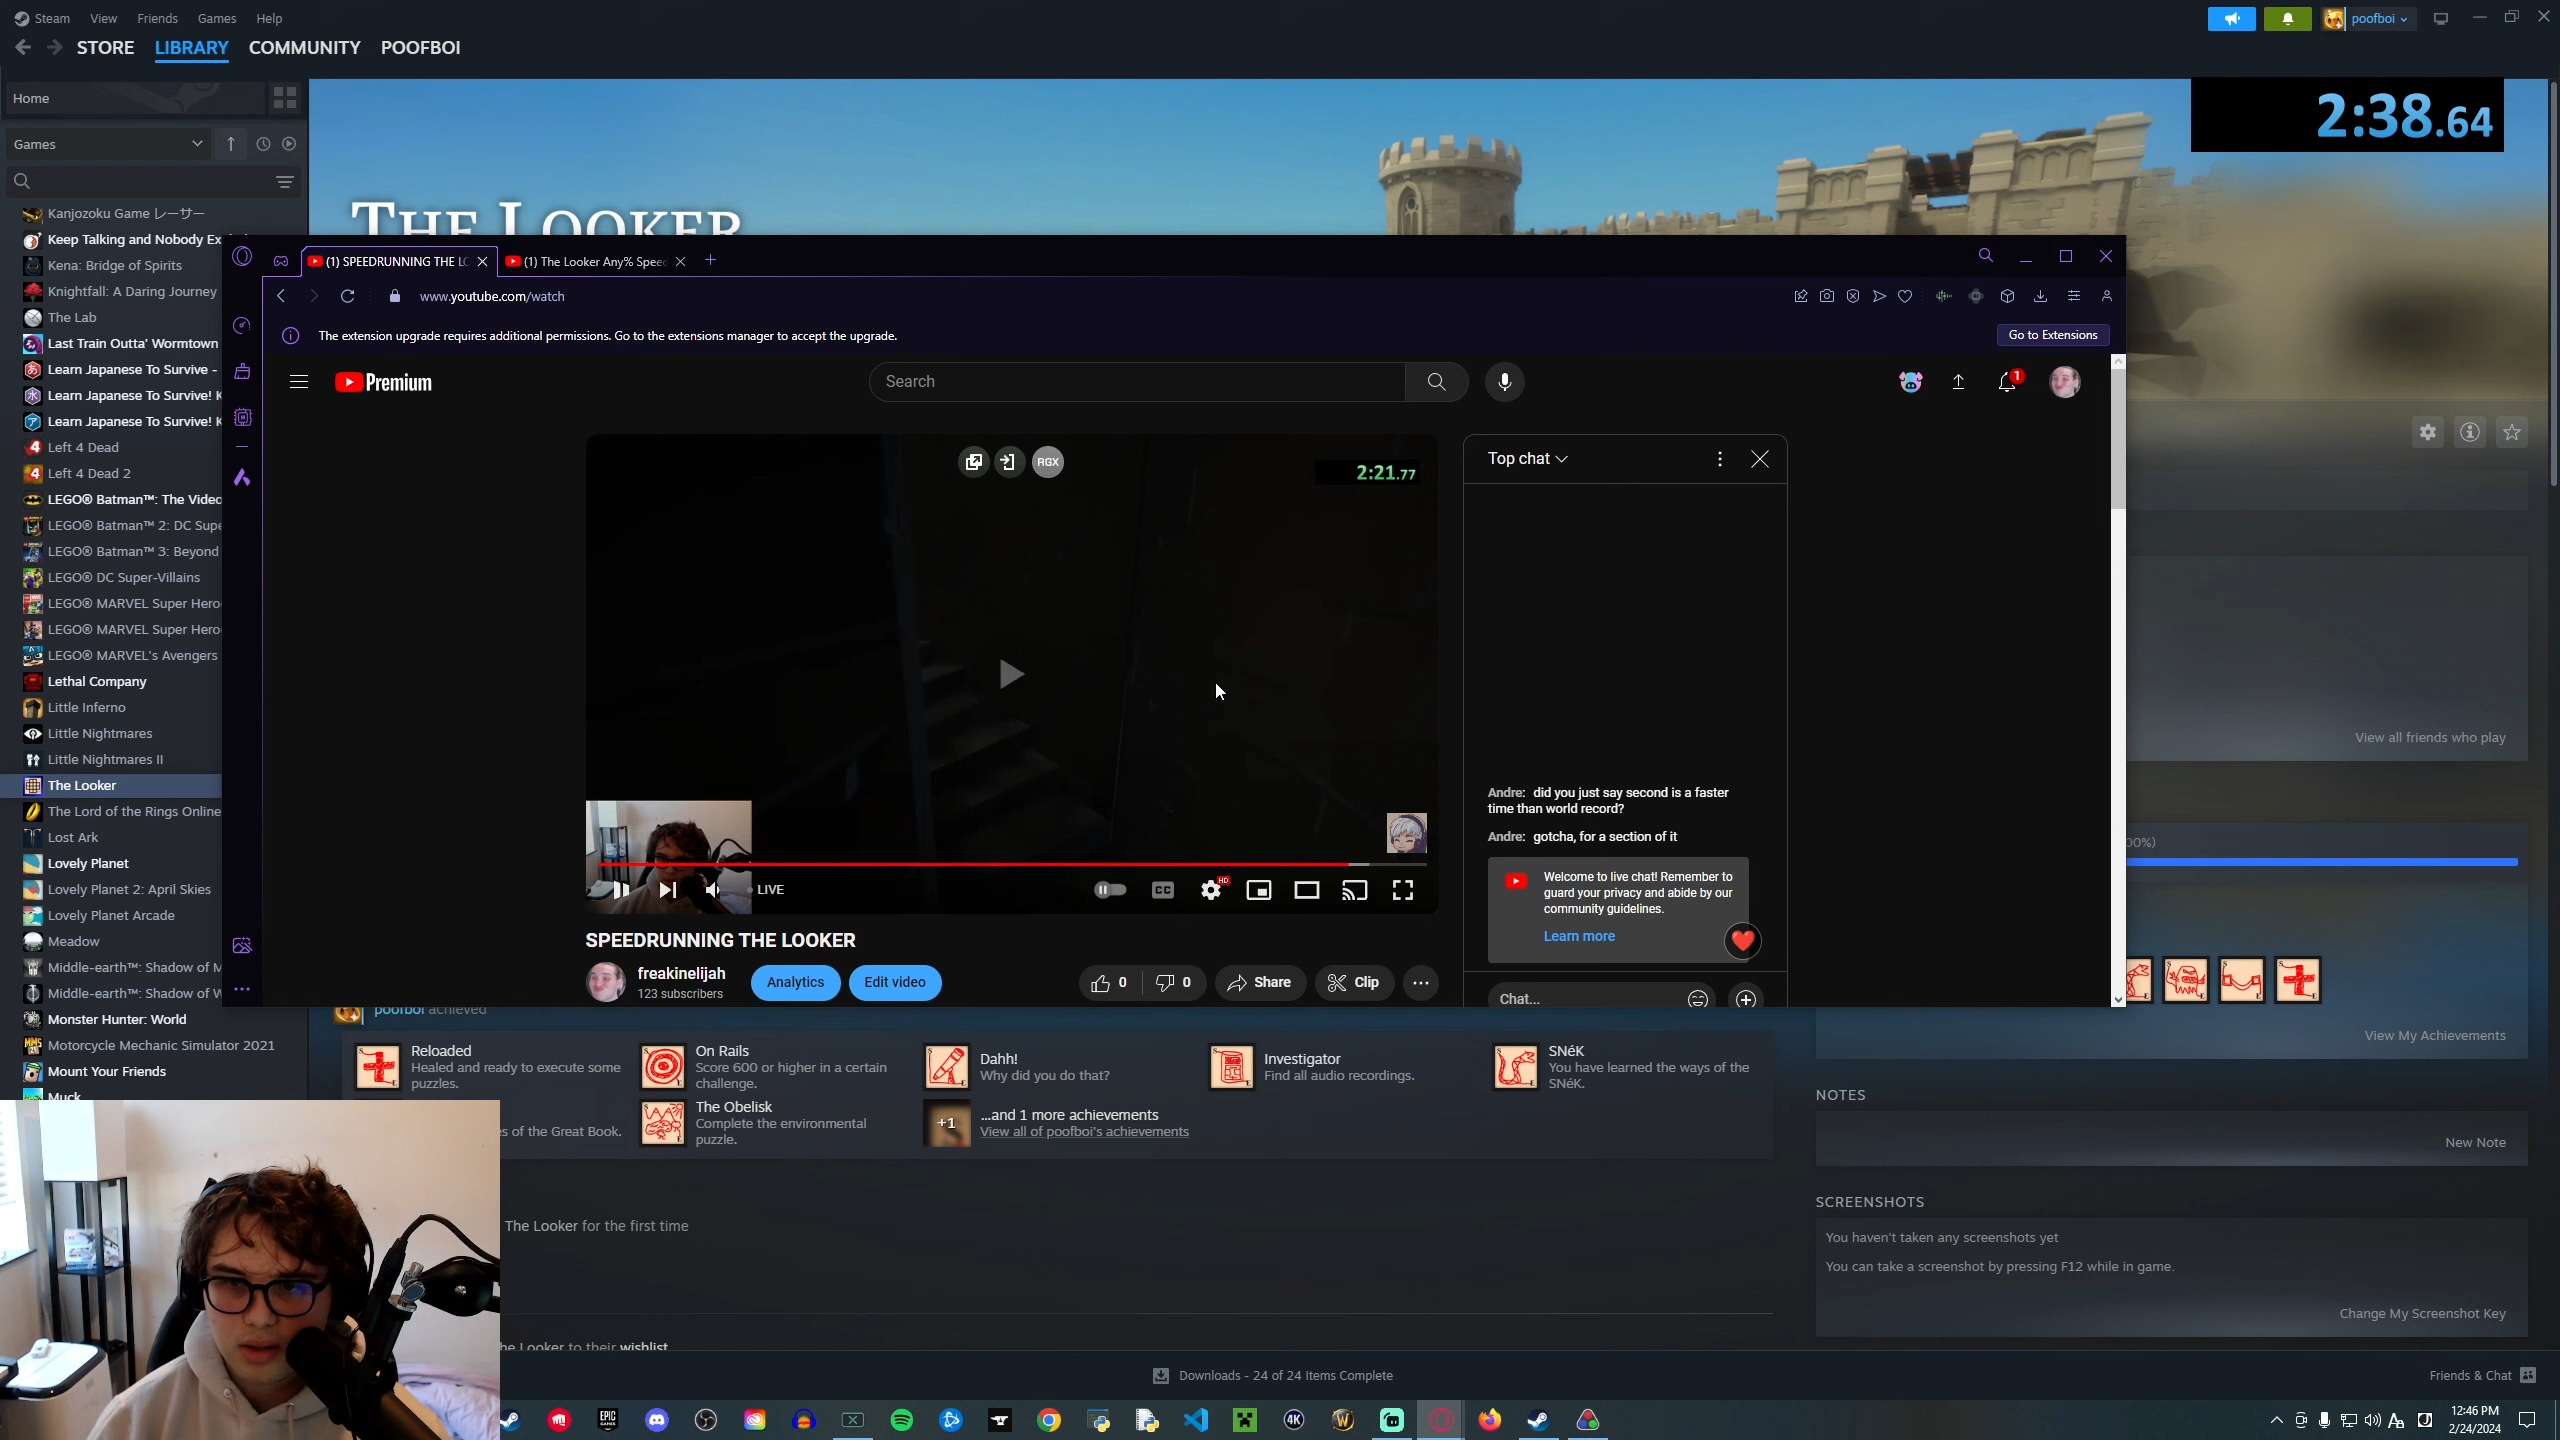 Steam View Friends Games Help
poofboi
STORE LIBRARY COMMUNITY POOFBOI
Home
Games
THE LOOKER
2:38.64
Kanjozoku Game レーサー
Keep Talking and Nobody Ex
Kena: Bridge of Spirits
Knightfall: A Daring Journey
The Lab
Last Train Outta' Wormtown
Learn Japanese To Survive -
Learn Japanese To Survive! K
Learn Japanese To Survive! K
Left 4 Dead
Left 4 Dead 2
LEGO® Batman™: The Video
LEGO® Batman™ 2: DC Supe
LEGO® Batman™ 3: Beyond
LEGO® DC Super-Villains
LEGO® MARVEL Super Hero
LEGO® MARVEL Super Hero
LEGO® MARVEL's Avengers
Lethal Company
Little Inferno
Little Nightmares
Little Nightmares II
The Looker
The Lord of the Rings Online
Lost Ark
Lovely Planet
Lovely Planet 2: April Skies
Lovely Planet Arcade
Meadow
Middle-earth™: Shadow of M
Middle-earth™: Shadow of W
Monster Hunter: World
Motorcycle Mechanic Simulator 2021
Mount Your Friends
Muck
(1) SPEEDRUNNING THE LO
(1) The Looker Any% Speed
www.youtube.com/watch
The extension upgrade requires additional permissions. Go to the extensions manager to accept the upgrade.
Go to Extensions
Premium
Search
1
RGX
2:21.77
LIVE
CC
HD
Top chat
Andre: did you just say second is a faster
time than world record?
Andre: gotcha, for a section of it
Welcome to live chat! Remember to
guard your privacy and abide by our
community guidelines.
Learn more
Chat...
SPEEDRUNNING THE LOOKER
freakinelijah
123 subscribers
Analytics
Edit video
0
0
Share
Clip
View all friends who play
00%)
View My Achievements
poofboi achieved
Reloaded
Healed and ready to execute some
puzzles.
On Rails
Score 600 or higher in a certain
challenge.
Dahh!
Why did you do that?
Investigator
Find all audio recordings.
SNéK
You have learned the ways of the
SNéK.
s of the Great Book.
The Obelisk
Complete the environmental
puzzle.
+1
...and 1 more achievements
View all of poofboi's achievements
NOTES
New Note
SCREENSHOTS
You haven't taken any screenshots yet
You can take a screenshot by pressing F12 while in game.
Change My Screenshot Key
The Looker for the first time
he Looker to their wishlist
Downloads - 24 of 24 Items Complete
Friends & Chat
EPIC GAMES
4K
12:46 PM
2/24/2024